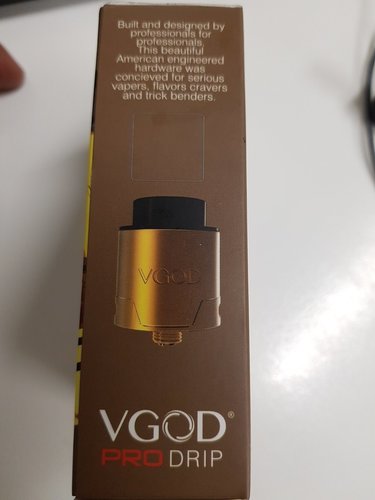 Built and designed by
professionals for
professionals.
This beautiful
American engineered
hardware was
concieved for serious
vapers, flavors cravers
and trick benders.
VGOD
VGOD®
PRO DRIP